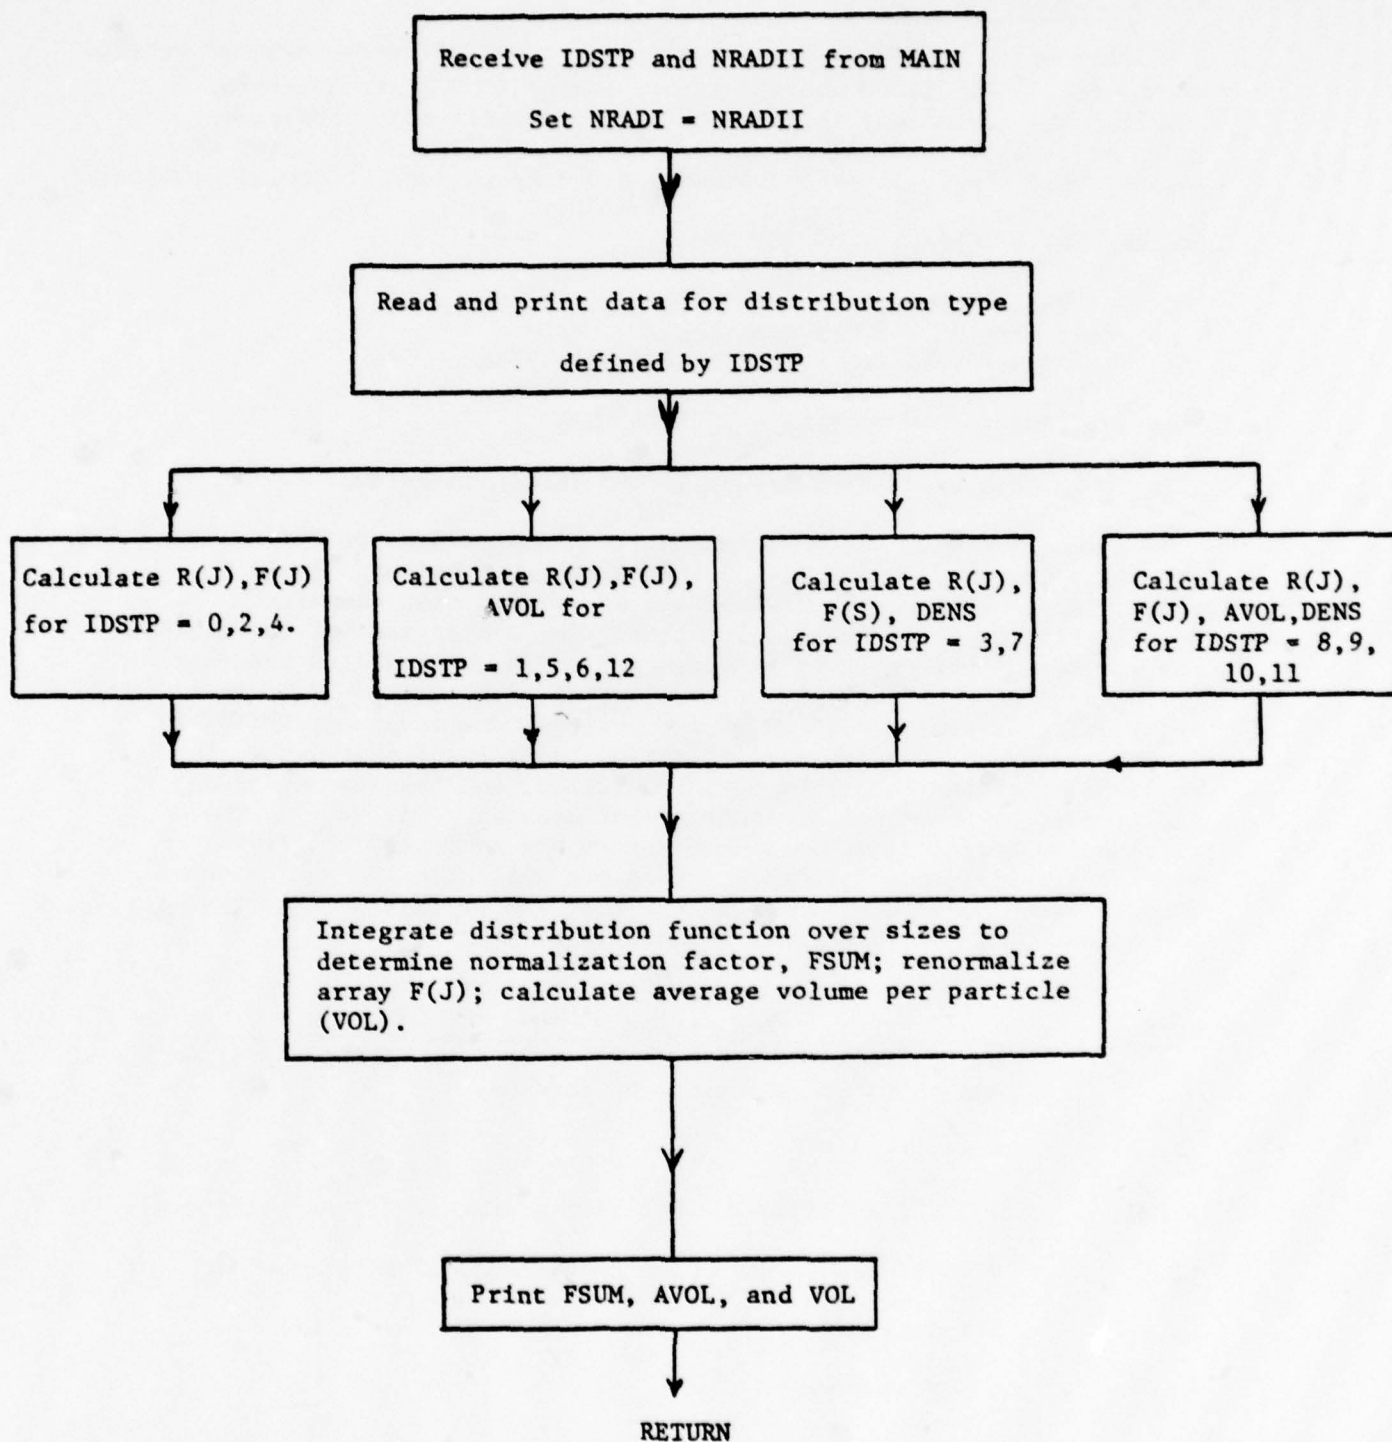 Receive IDSTP and NRADII from MAIN
Set NRADI = NRADII
Read and print data for distribution type
defined by IDSTP
Calculate R(J),F(J)
for IDSTP = 0,2,4.
Calculate R(J),F(J),
AVOL for
IDSTP = 1,5,6,12
Calculate R(J),
F(S), DENS
for IDSTP = 3,7
Calculate R(J),
F(J), AVOL,DENS
for IDSTP = 8,9,
10,11
Integrate distribution function over sizes to
determine normalization factor, FSUM; renormalize
array F(J); calculate average volume per particle
(VOL).
Print FSUM, AVOL, and VOL
RETURN